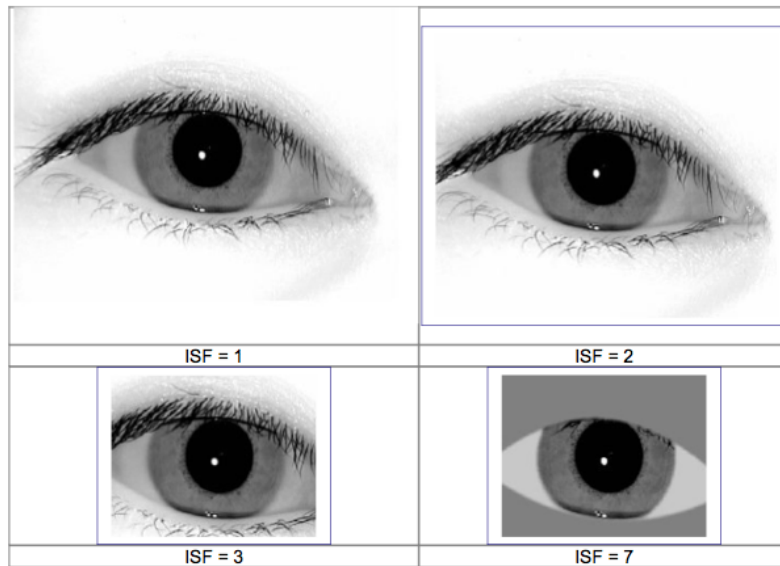 ISF = 1
ISF = 2
ISF = 3
ISF = 7